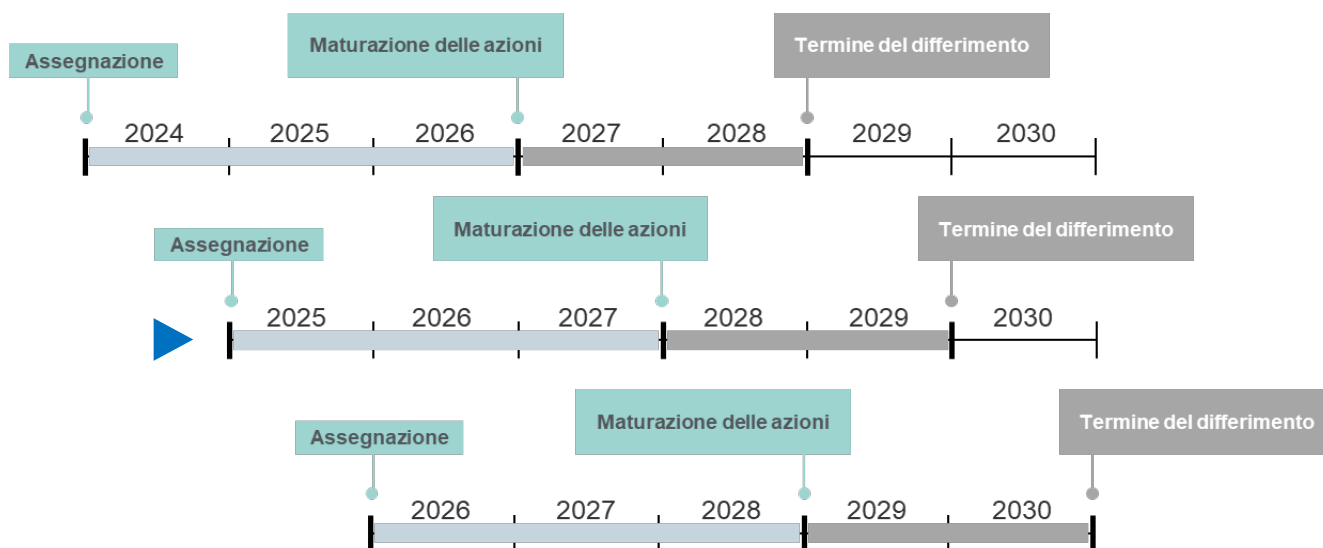 Assegnazione
Maturazione delle azioni
Termine del differimento
2024 2025 2026 2027 2028 2029 2030
Assegnazione
Maturazione delle azioni
Termine del differimento
2025 2026 2027 2028 2029 2030
Assegnazione
Maturazione delle azioni
Termine del differimento
2026 2027 2028 2029 2030